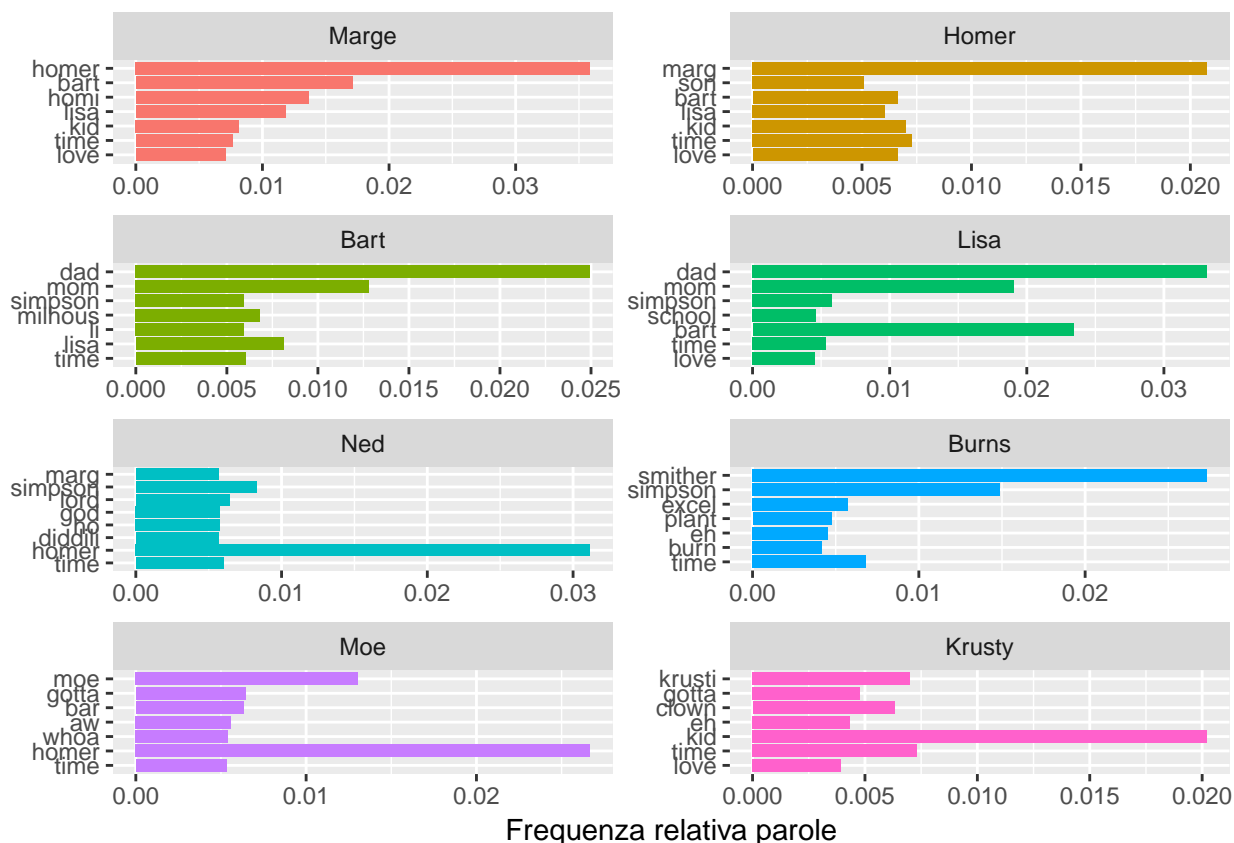 Marge
homer
bart
homi
lisa
kid
time
love
0.00 0.01 0.02 0.03
Homer
marg
son
bart
lisa
kid
time
love
0.000 0.005 0.010 0.015 0.020
Bart
dad
mom
simpson
milhous
li
lisa
time
0.000 0.005 0.010 0.015 0.020 0.025
Lisa
dad
mom
simpson
school
bart
time
love
0.00 0.01 0.02 0.03
Ned
marg
simpson
lord
god
ho
diddili
homer
time
0.00 0.01 0.02 0.03
Burns
smither
simpson
excel
plant
eh
burn
time
0.00 0.01 0.02
Moe
moe
gotta
bar
aw
whoa
homer
time
0.00 0.01 0.02
Krusty
krusti
gotta
clown
eh
kid
time
love
0.000 0.005 0.010 0.015 0.020
Frequenza relativa parole